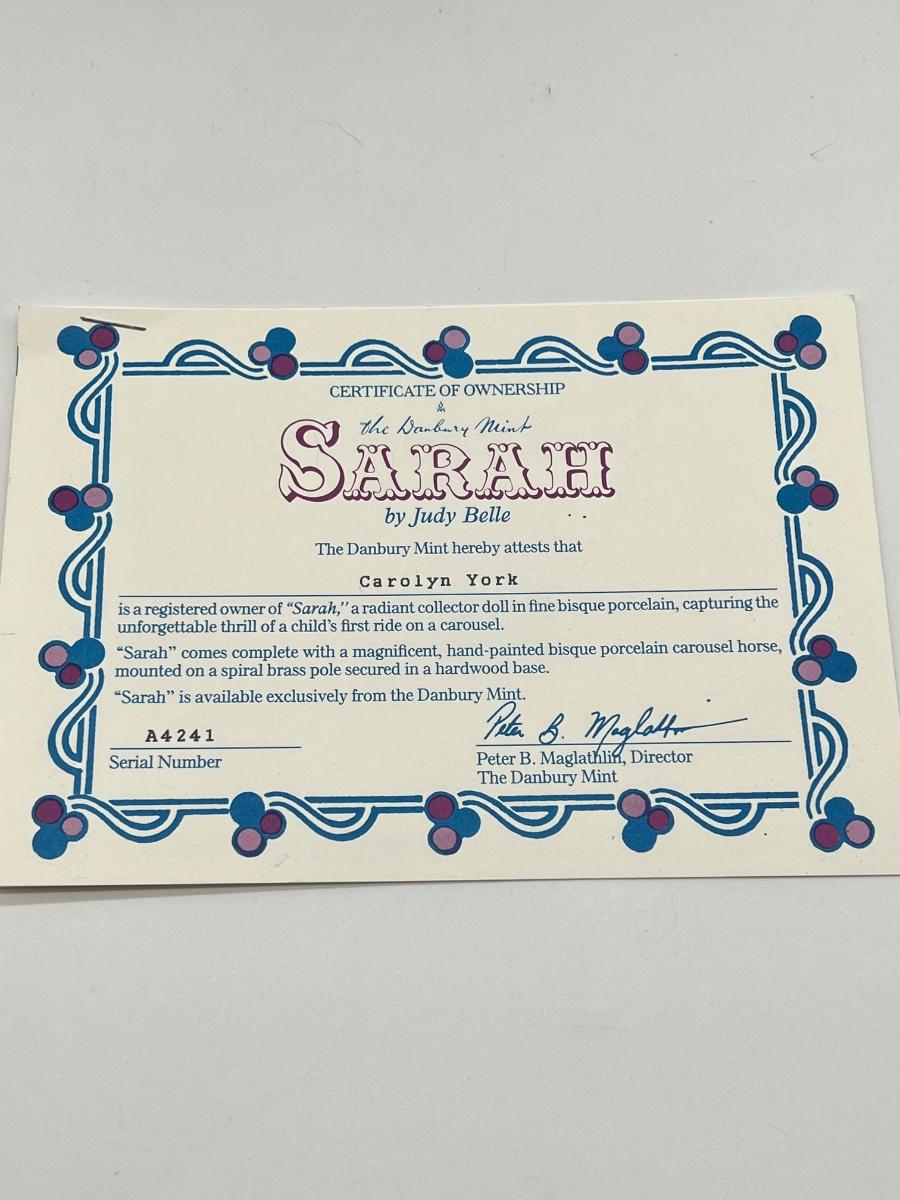 CERTIFICATE OF OWNERSHIP
the Danbury Mint
SARAH
by Judy Belle
The Danbury Mint hereby attests that
Carolyn York
is a registered owner of “Sarah,” a radiant collector doll in fine bisque porcelain, capturing the
unforgettable thrill of a child’s first ride on a carousel.
“Sarah” comes complete with a magnificent, hand-painted bisque porcelain carousel horse,
mounted on a spiral brass pole secured in a hardwood base.
“Sarah” is available exclusively from the Danbury Mint.
Peter B. Maglathlin
A4241
Serial Number
Peter B. Maglathlin, Director
The Danbury Mint